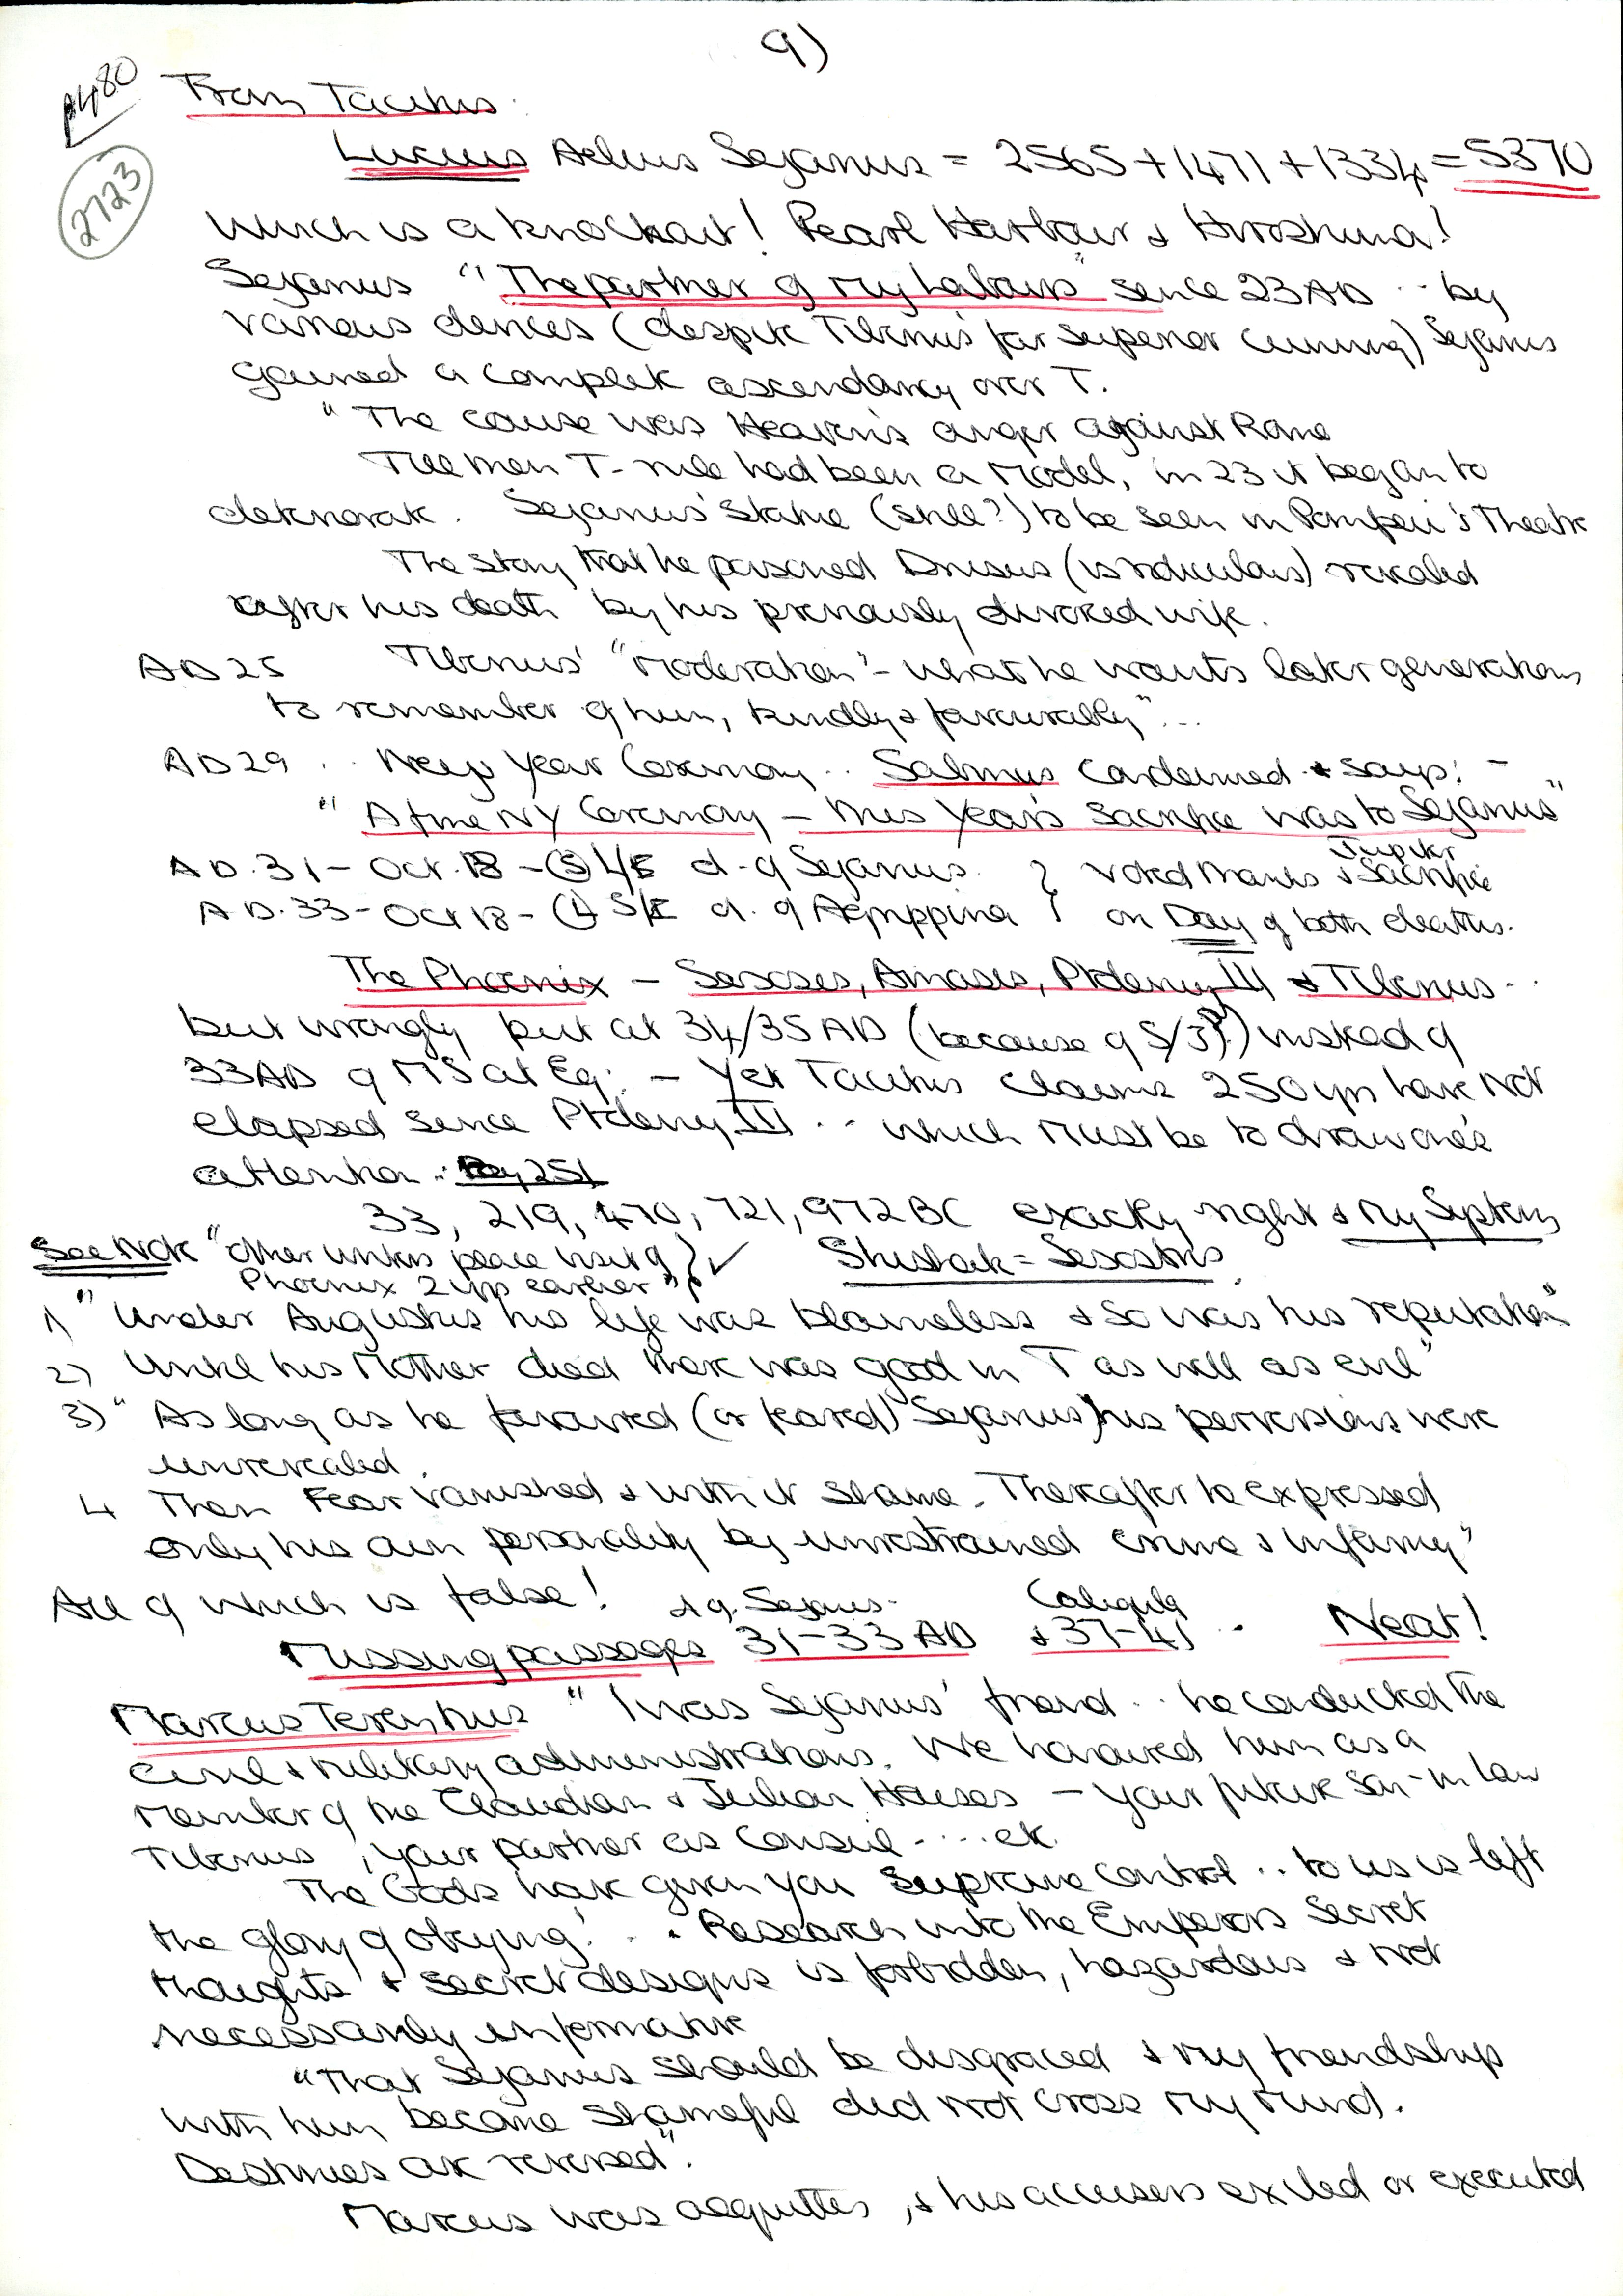 9)
P480
2723
From Tacitus.
Lucius Aelius Sejanus = 2565 + 1471 + 1334 = 5370
Which is a knockout! Pearl Harbour & Hiroshima!
Sejanus "The partner of my labours" since 23 AD .. by
various devices (despite Tiberius' far superior cunning) Sejanus
gained a complete ascendancy over T.
"The cause was Heaven's anger against Rome
Till then T- rule had been a Model, in 23 it began to
deteriorate. Sejanus' Statue (still?) to be seen in Pompeii's Theatre
The story that he poisoned Drusus (is ridiculous) revealed
after his death by his previously divorced wife.
AD 25 Tiberius' "Moderation" - what he wants later generations
to remember of him, kindly & favourably"...
AD 29 .. New Year Ceremony .. Sabinus condemned & says: -
"A fine NY Ceremony - this Year's Sacrifice was to Sejanus"
AD. 31 - Oct. 18 - (3) 4/5 d. of Sejanus. } Voted thanks & Jupiter Sacrifice
AD. 33 - Oct 18 - (1) S/E d. of Agrippina } on Day of both deaths.
The Phoenix - Sesoses, Amasis, Ptolemy III & Tiberius..
but wrongly put at 34/35 AD (because of S/J?) instead of
33AD of MS at Eq: - Yet Tacitus claims 250 yrs have Not
elapsed since Ptolemy III .. which must be to draw one's
attention ..
33, 219, 470, 721, 972 BC exactly right & My System
See Note "other writers place visit of } ✓ Shishak = Sesostris
Phoenix 2 yrs earlier"
1) "Under Augustus his life was blameless & so was his reputation"
2) Until his Mother died there was good in T as well as evil"
3) "As long as he favoured (or feared) Sejanus) his perversions were
unrevealed.
4 Then Fear vanished & with it shame. Thereafter he expressed
only his own personality by unrestrained crime & infamy"
All of which is false! d of. Sejanus. Caligula
Missing passages 31-33 AD & 37-41 . Neat!
Marcus Terentius "I was Sejanus' friend .. he conducted the
civil & military administrations. We honoured him as a
Member of the Claudian & Julian Houses - your future Son-in law
Tiberius, your partner as Consul .... etc.
The Gods have given you supreme control .. to us is left
the glory of obeying! .. Research into the Emperors Secret
thoughts & secret designs is forbidden, hazardous & not
necessarily informative
"That Sejanus should be disgraced & my friendship
with him become shameful did not cross my mind.
Destinies are reversed".
Marcus was acquitted, & his accusers exiled or executed